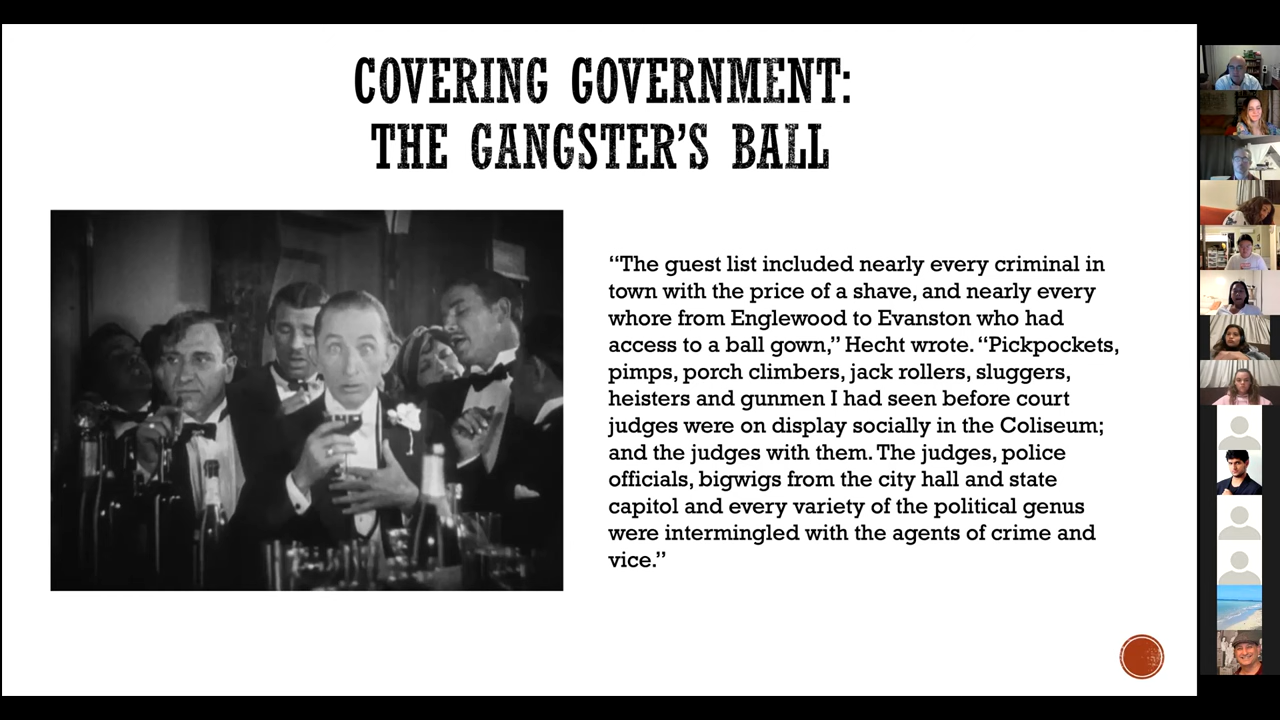 COVERING GOVERNMENT:
THE GANGSTER’S BALL
“The guest list included nearly every criminal in
town with the price of a shave, and nearly every
whore from Englewood to Evanston who had
access to a ball gown,” Hecht wrote. “Pickpockets,
pimps, porch climbers, jack rollers, sluggers,
heisters and gunmen I had seen before court
judges were on display socially in the Coliseum;
and the judges with them. The judges, police
officials, bigwigs from the city hall and state
capitol and every variety of the political genus
were intermingled with the agents of crime and
vice.”